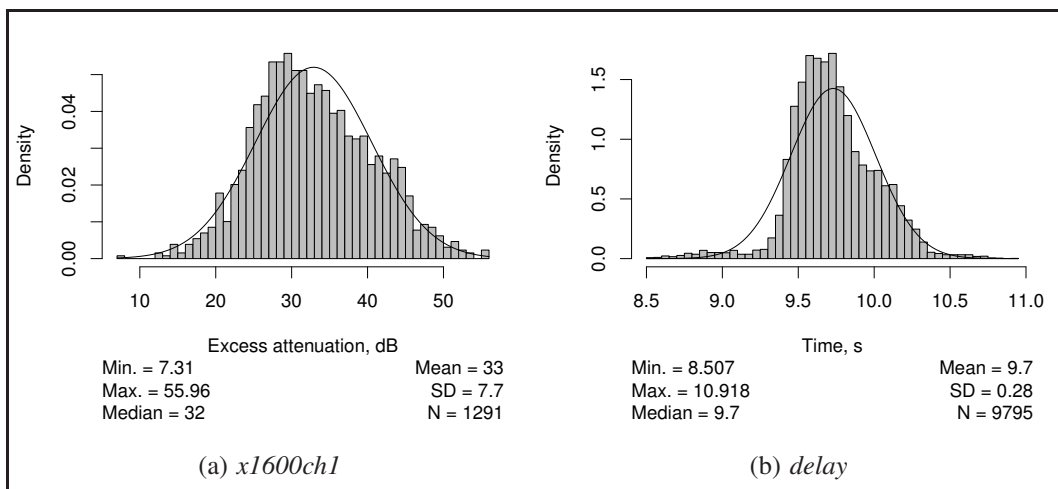 Density
0.00
0.02
0.04
10 20 30 40 50
Excess attenuation, dB
Min. = 7.31 Mean = 33
Max. = 55.96 SD = 7.7
Median = 32 N = 1291
(a) x1600ch1
Density
0.0
0.5
1.0
1.5
8.5 9.0 9.5 10.0 10.5 11.0
Time, s
Min. = 8.507 Mean = 9.7
Max. = 10.918 SD = 0.28
Median = 9.7 N = 9795
(b) delay